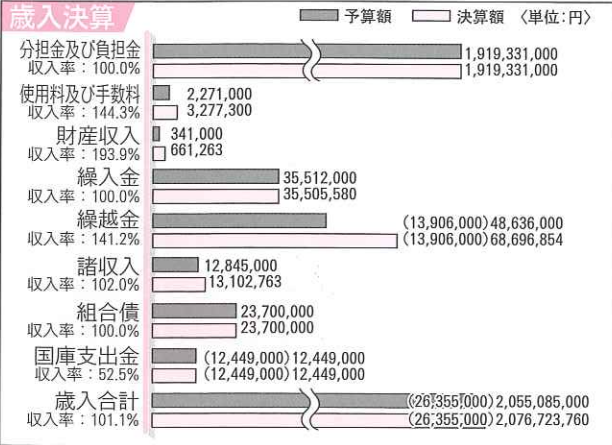 歳入決算
予算額 決算額 〈単位：円〉
分担金及び負担金
収入率：100.0%
1,919,331,000
1,919,331,000
使用料及び手数料
収入率：144.3%
2,271,000
3,277,300
財産収入
収入率：193.9%
341,000
661,263
繰入金
収入率：100.0%
35,512,000
35,505,580
繰越金
収入率：141.2%
(13,906,000)48,636,000
(13,906,000)68,696,854
諸収入
収入率：102.0%
12,845,000
13,102,763
組合債
収入率：100.0%
23,700,000
23,700,000
国庫支出金
収入率：52.5%
(12,449,000)12,449,000
(12,449,000)12,449,000
歳入合計
収入率：101.1%
(26,355,000)2,055,085,000
(26,355,000)2,076,723,760